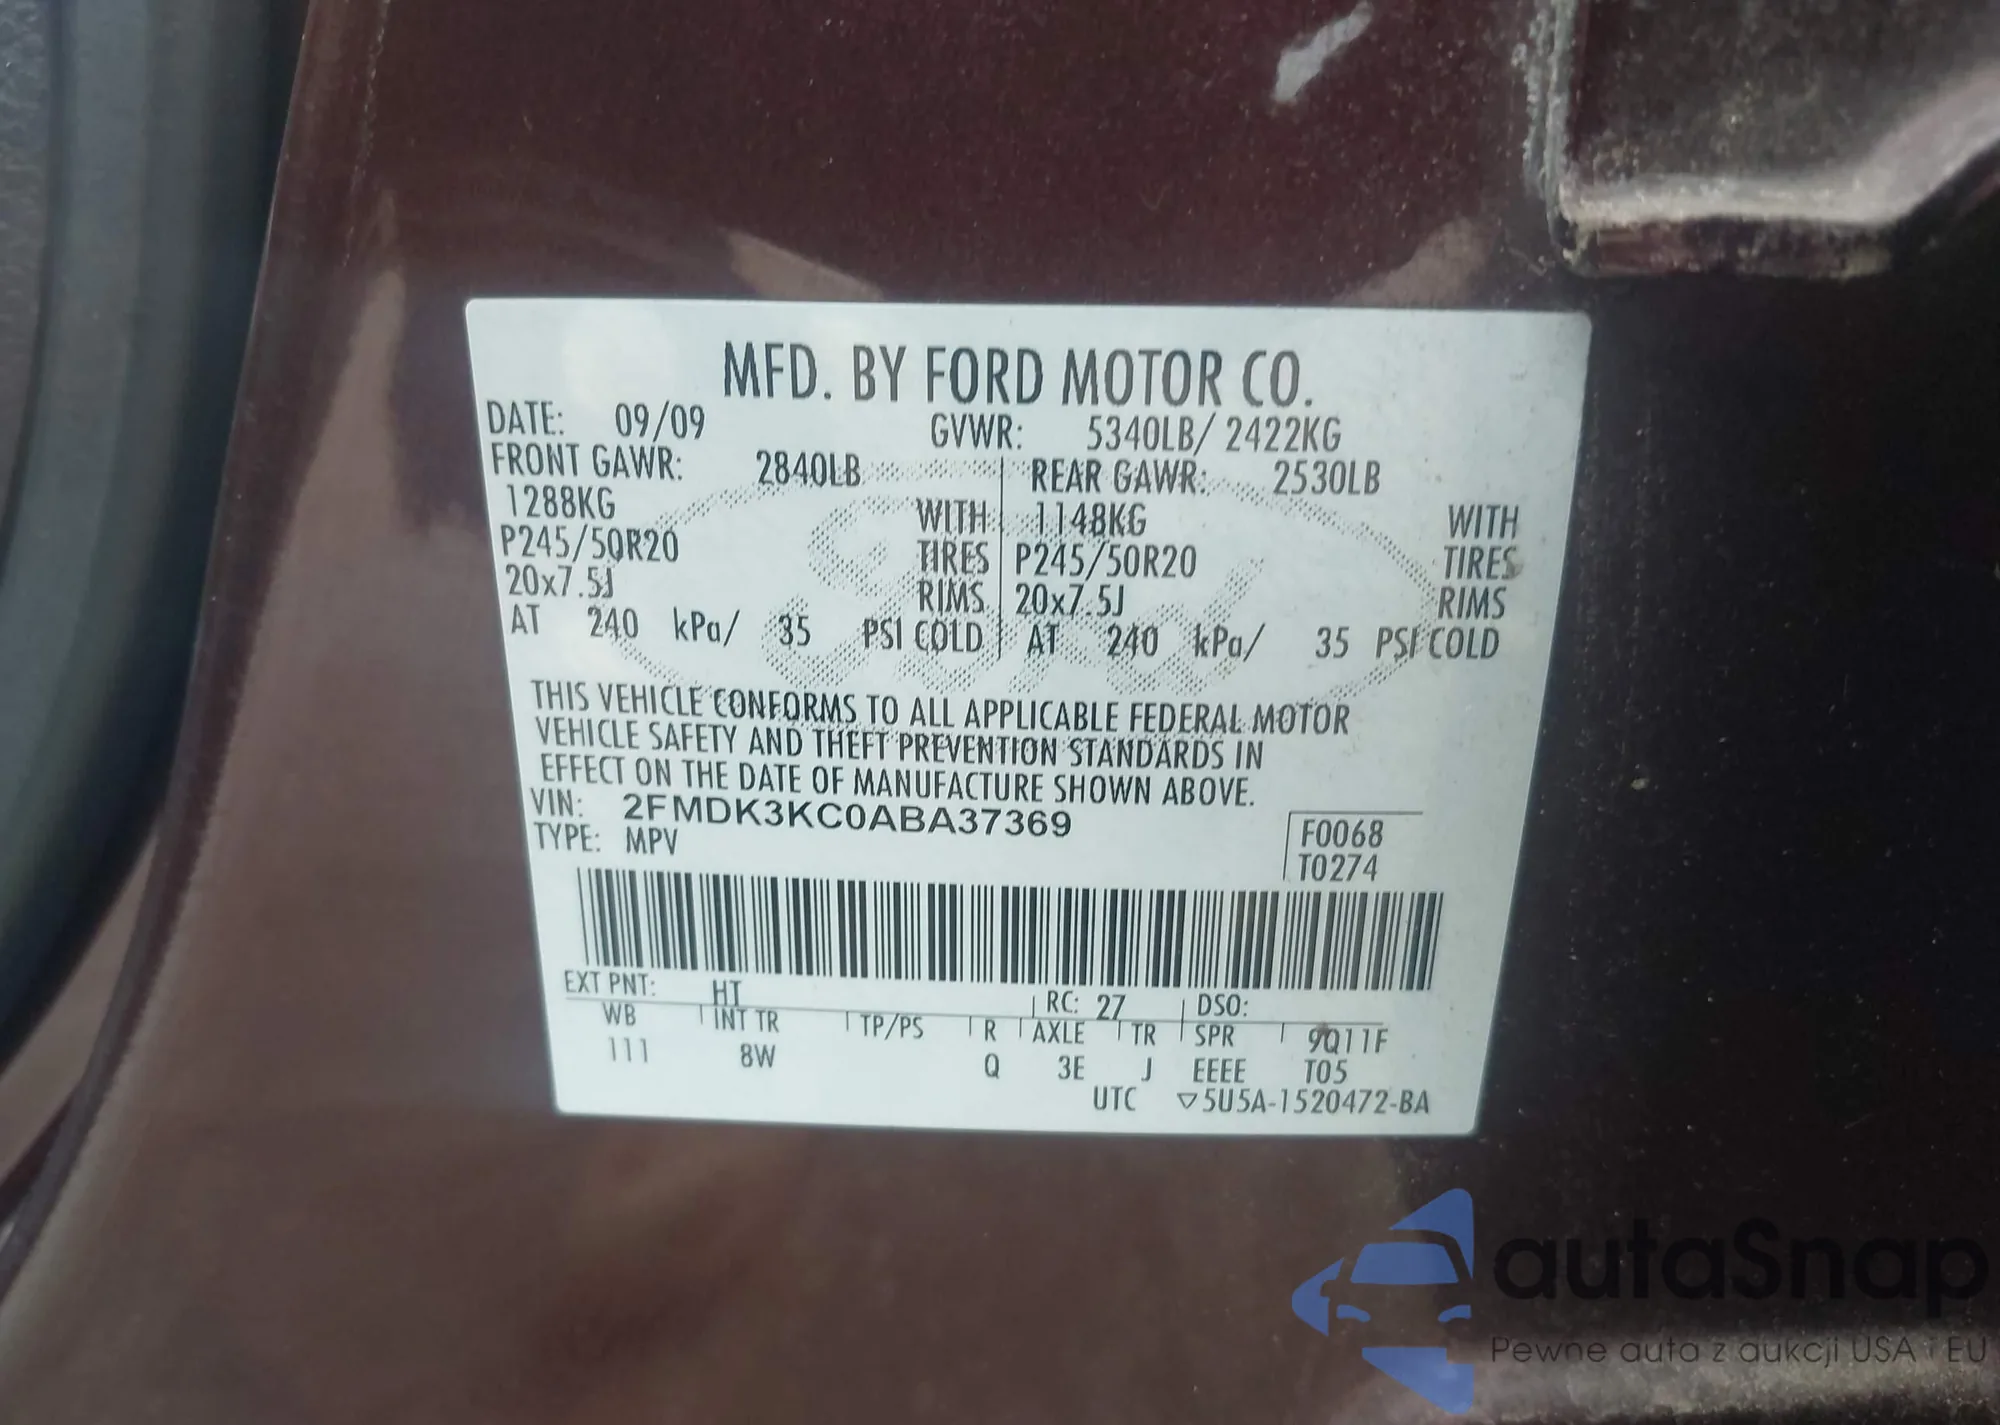 MFD. BY FORD MOTOR CO.
DATE: 09/09 GVWR: 5340LB/ 2422KG
FRONT GAWR: 2840LB REAR GAWR: 2530LB
1288KG WITH 1148KG WITH
P245/50R20 TIRES P245/50R20 TIRES
20x7.5J RIMS 20x7.5J RIMS
AT 240 kPa/ 35 PSI COLD AT 240 kPa/ 35 PSI COLD
THIS VEHICLE CONFORMS TO ALL APPLICABLE FEDERAL MOTOR
VEHICLE SAFETY AND THEFT PREVENTION STANDARDS IN
EFFECT ON THE DATE OF MANUFACTURE SHOWN ABOVE.
VIN: 2FMDK3KC0ABA37369
TYPE: MPV
F0068
T0274
EXT PNT: HT RC: 27 DSO:
WB INT TR TP/PS R AXLE TR SPR 9Q11F
111 8W Q 3E J EEEE T05
UTC ▽5U5A-1520472-BA
autaSnap
Pewne auta z aukcji USA i EU